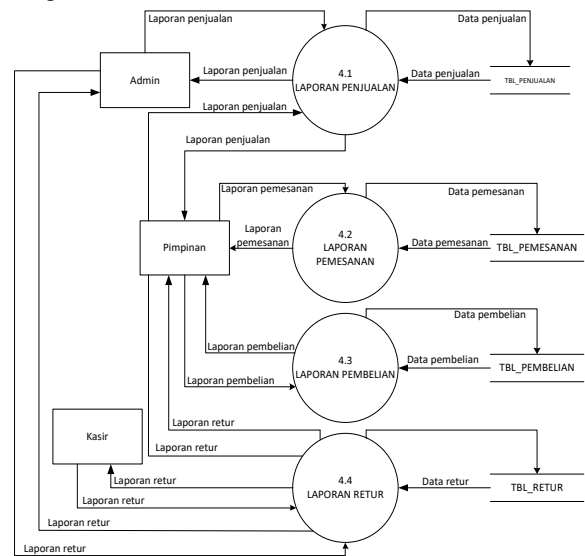 Laporan penjualan
Data penjualan
Admin
Laporan penjualan
4.1
LAPORAN PENJUALAN
Data penjualan
TBL_PENJUALAN
Laporan penjualan
Laporan penjualan
Laporan pemesanan
Data pemesanan
Pimpinan
Laporan
pemesanan
4.2
LAPORAN
PEMESANAN
Data pemesanan
TBL_PEMESANAN
Data pembelian
4.3
LAPORAN PEMBELIAN
Data pembelian
TBL_PEMBELIAN
Laporan pembelian
Laporan pembelian
Laporan retur
Kasir
Laporan retur
Laporan retur
4.4
LAPORAN RETUR
Data retur
TBL_RETUR
Laporan retur
Laporan retur
Laporan retur